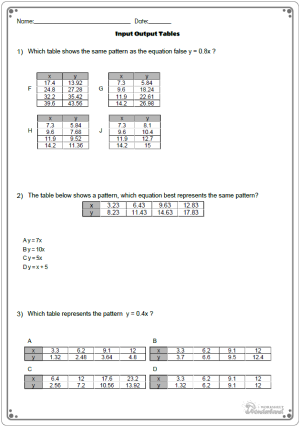 Name: Date:
Input Output Tables
1) Which table shows the same pattern as the equation false y = 0.8x ?
F
x y
17.4 13.92
24.8 27.28
32.2 35.42
39.6 43.56
G
x y
7.3 5.84
9.6 18.24
11.9 22.61
14.2 26.98
H
x y
7.3 5.84
9.6 7.68
11.9 9.52
14.2 11.36
J
x y
7.3 8.1
9.6 10.4
11.9 12.7
14.2 15
2) The table below shows a pattern, which equation best represents the same pattern?
x 3.23 6.43 9.63 12.83
y 8.23 11.43 14.63 17.83
A y = 7x
B y = 10x
C y = 5x
D y = x + 5
3) Which table represents the pattern y = 0.4x ?
A
x 3.3 6.2 9.1 12
y 1.32 2.48 3.64 4.8
B
x 3.3 6.2 9.1 12
y 3.7 6.6 9.5 12.4
C
x 6.4 12 17.6 23.2
y 2.56 7.2 10.56 13.92
D
x 3.3 6.2 9.1 12
y 1.32 6.2 9.1 12